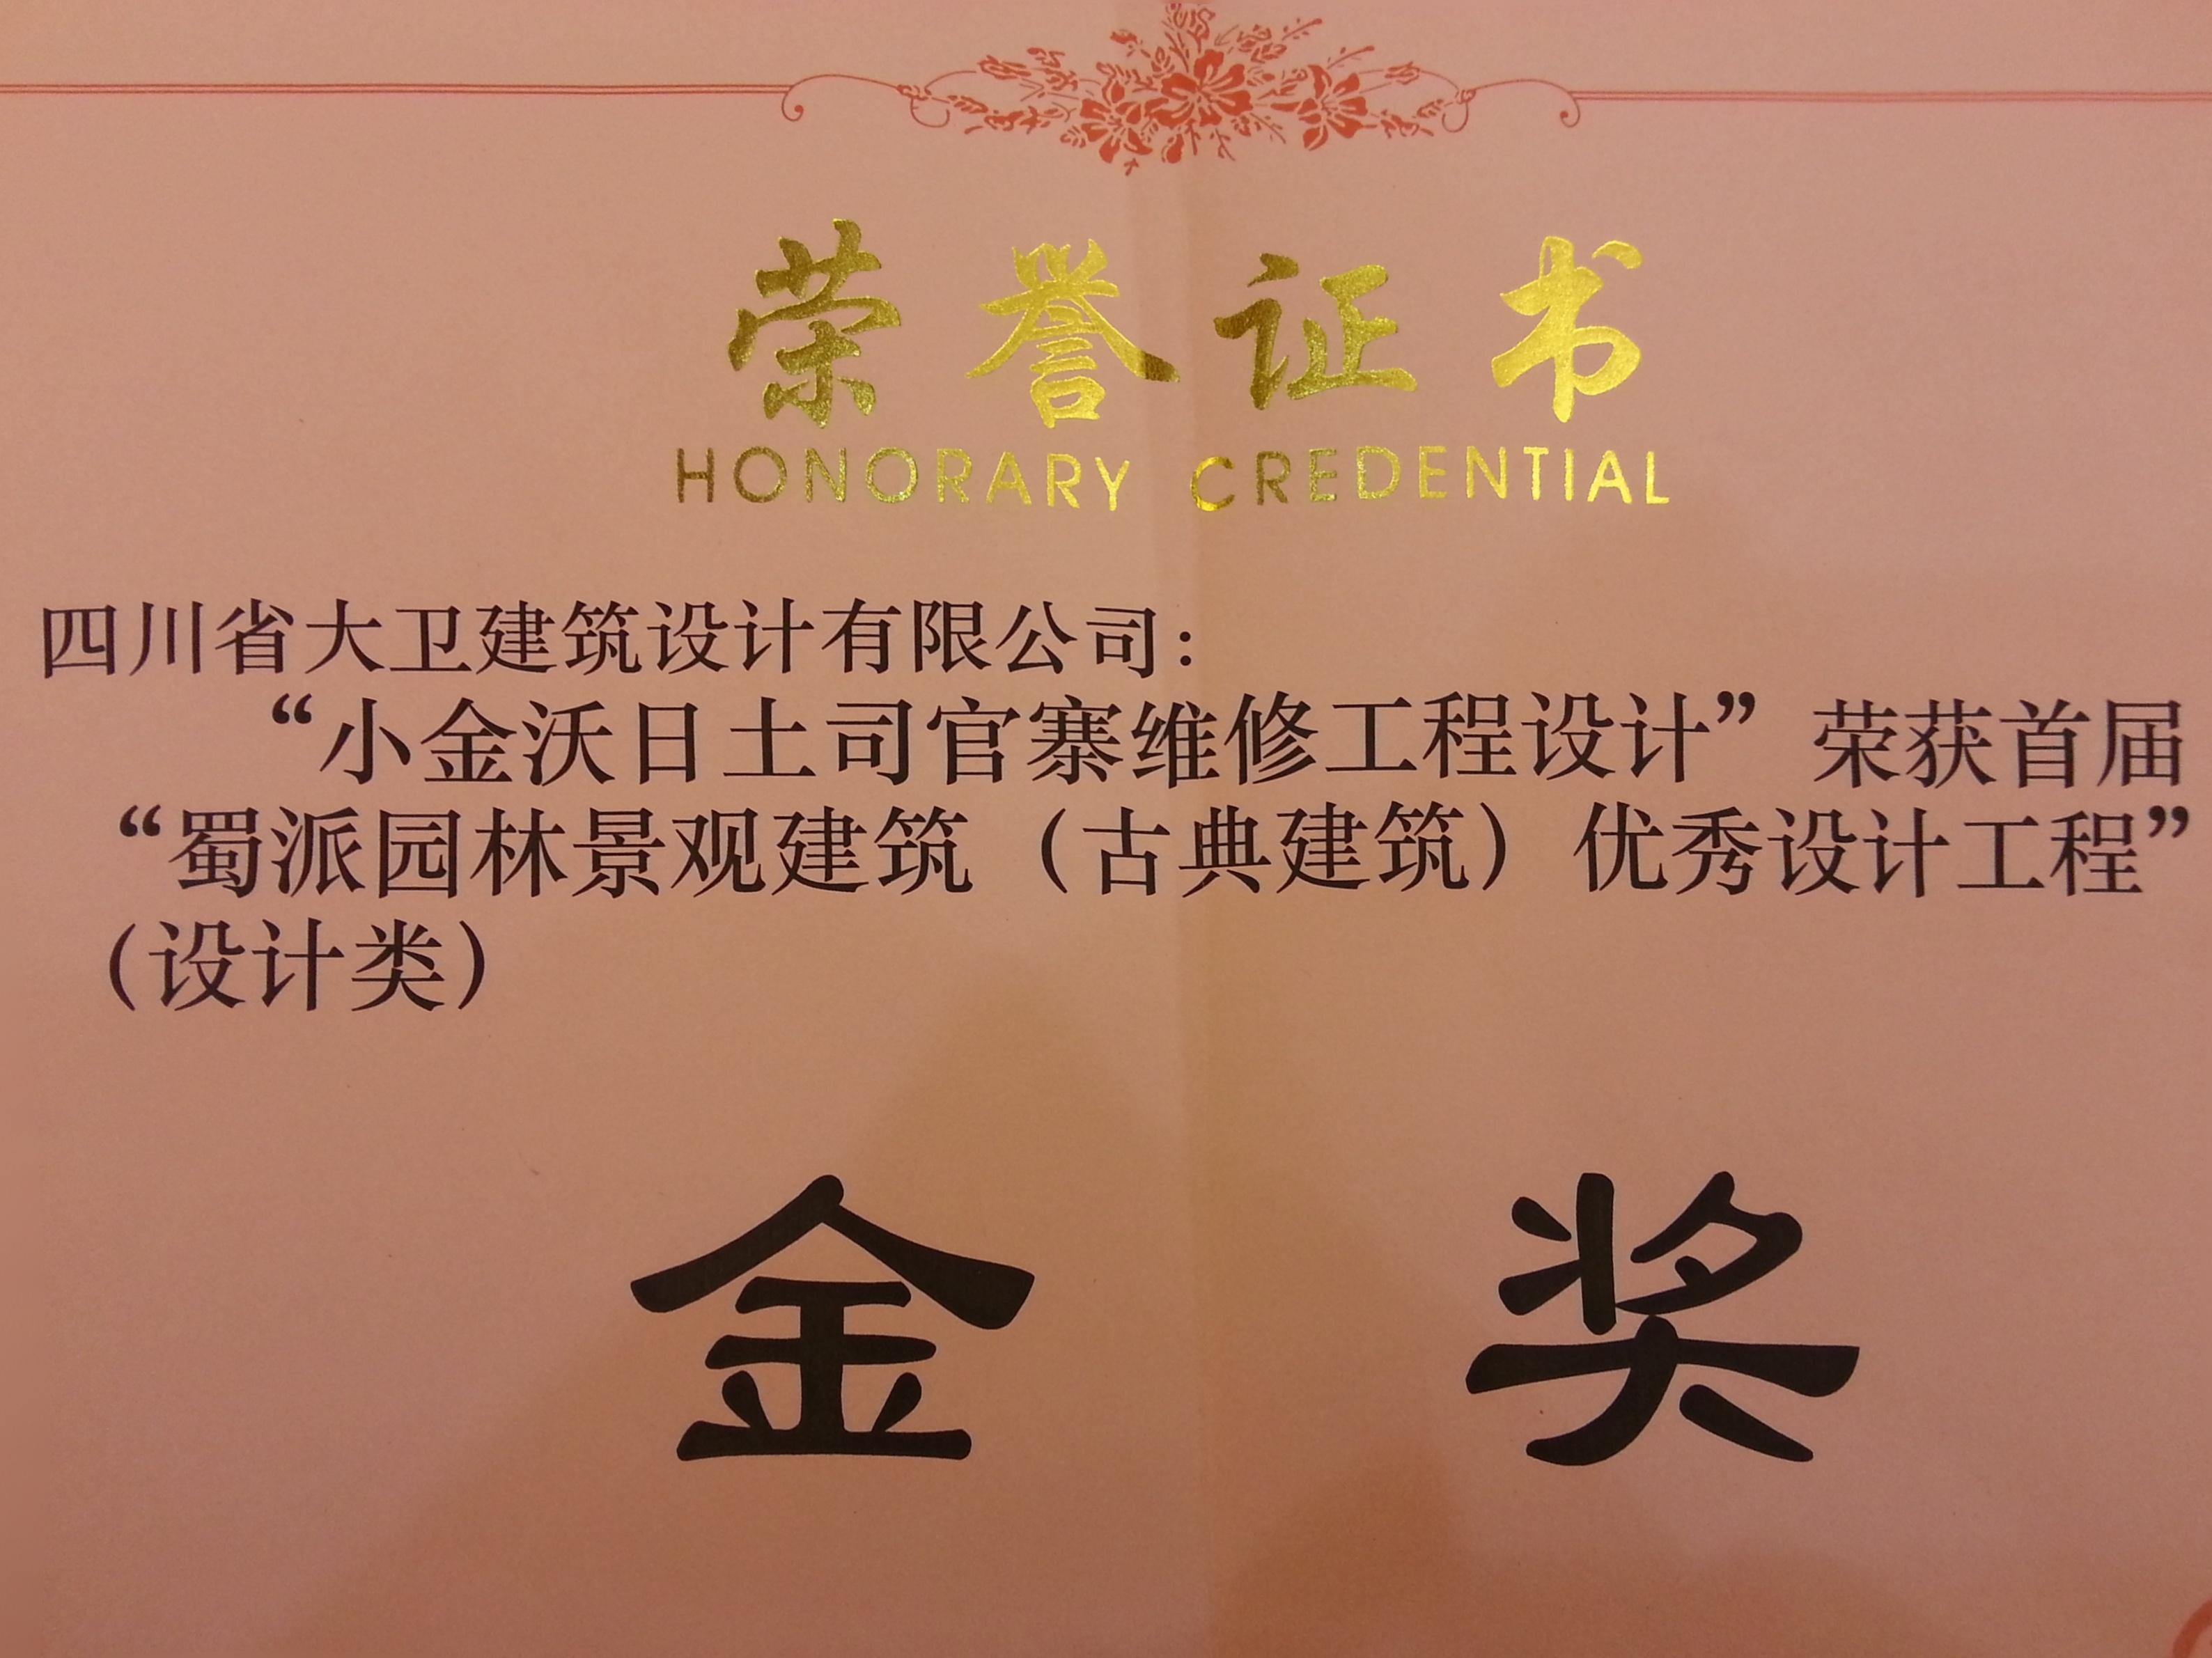 荣誉证书
HONORARY CREDENTIAL
四川省大卫建筑设计有限公司：
“小金沃日土司官寨维修工程设计”荣获首届
“蜀派园林景观建筑（古典建筑）优秀设计工程”
（设计类）
金奖